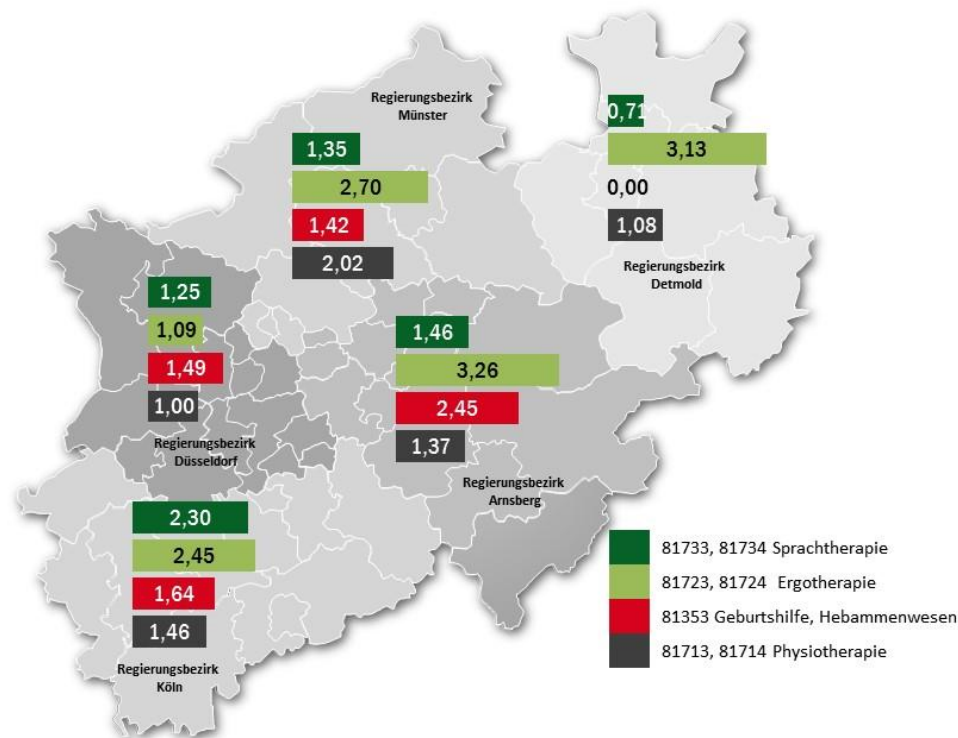 Regierungsbezirk
Münster
1,35
2,70
1,42
2,02
0,71
3,13
0,00
1,08
Regierungsbezirk
Detmold
1,25
1,09
1,49
1,00
Regierungsbezirk
Düsseldorf
1,46
3,26
2,45
1,37
Regierungsbezirk
Arnsberg
2,30
2,45
1,64
1,46
Regierungsbezirk
Köln
81733, 81734 Sprachtherapie
81723, 81724 Ergotherapie
81353 Geburtshilfe, Hebammenwesen
81713, 81714 Physiotherapie